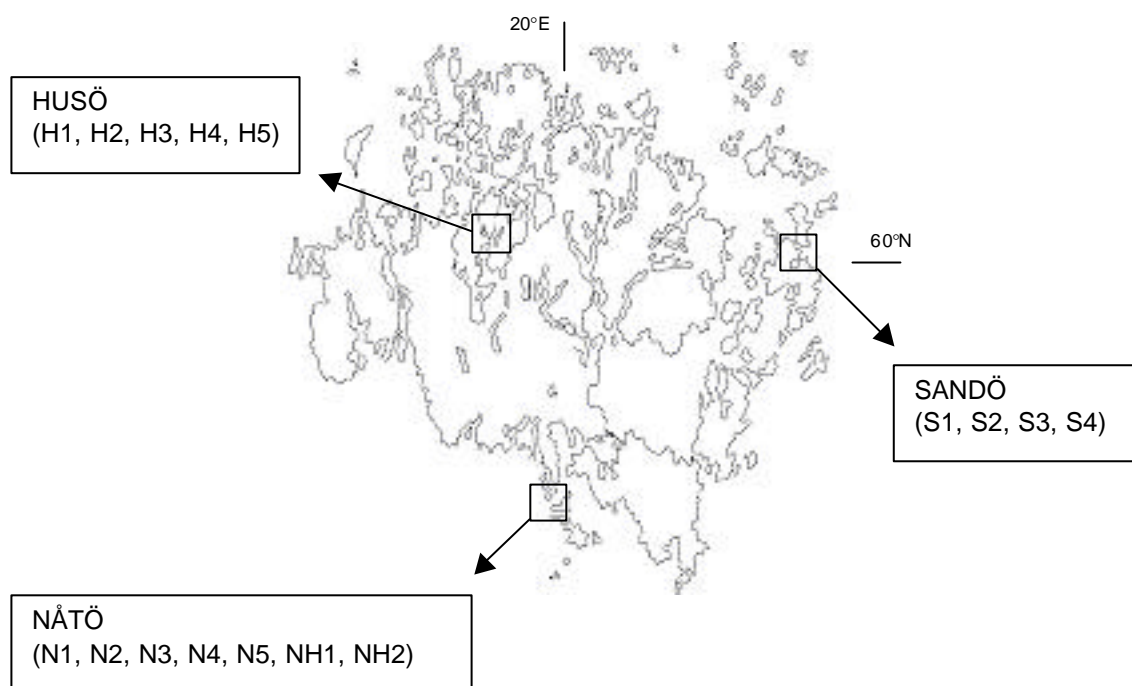 20°E
HUSÖ
(H1, H2, H3, H4, H5)
60°N
SANDÖ
(S1, S2, S3, S4)
NÅTÖ
(N1, N2, N3, N4, N5, NH1, NH2)